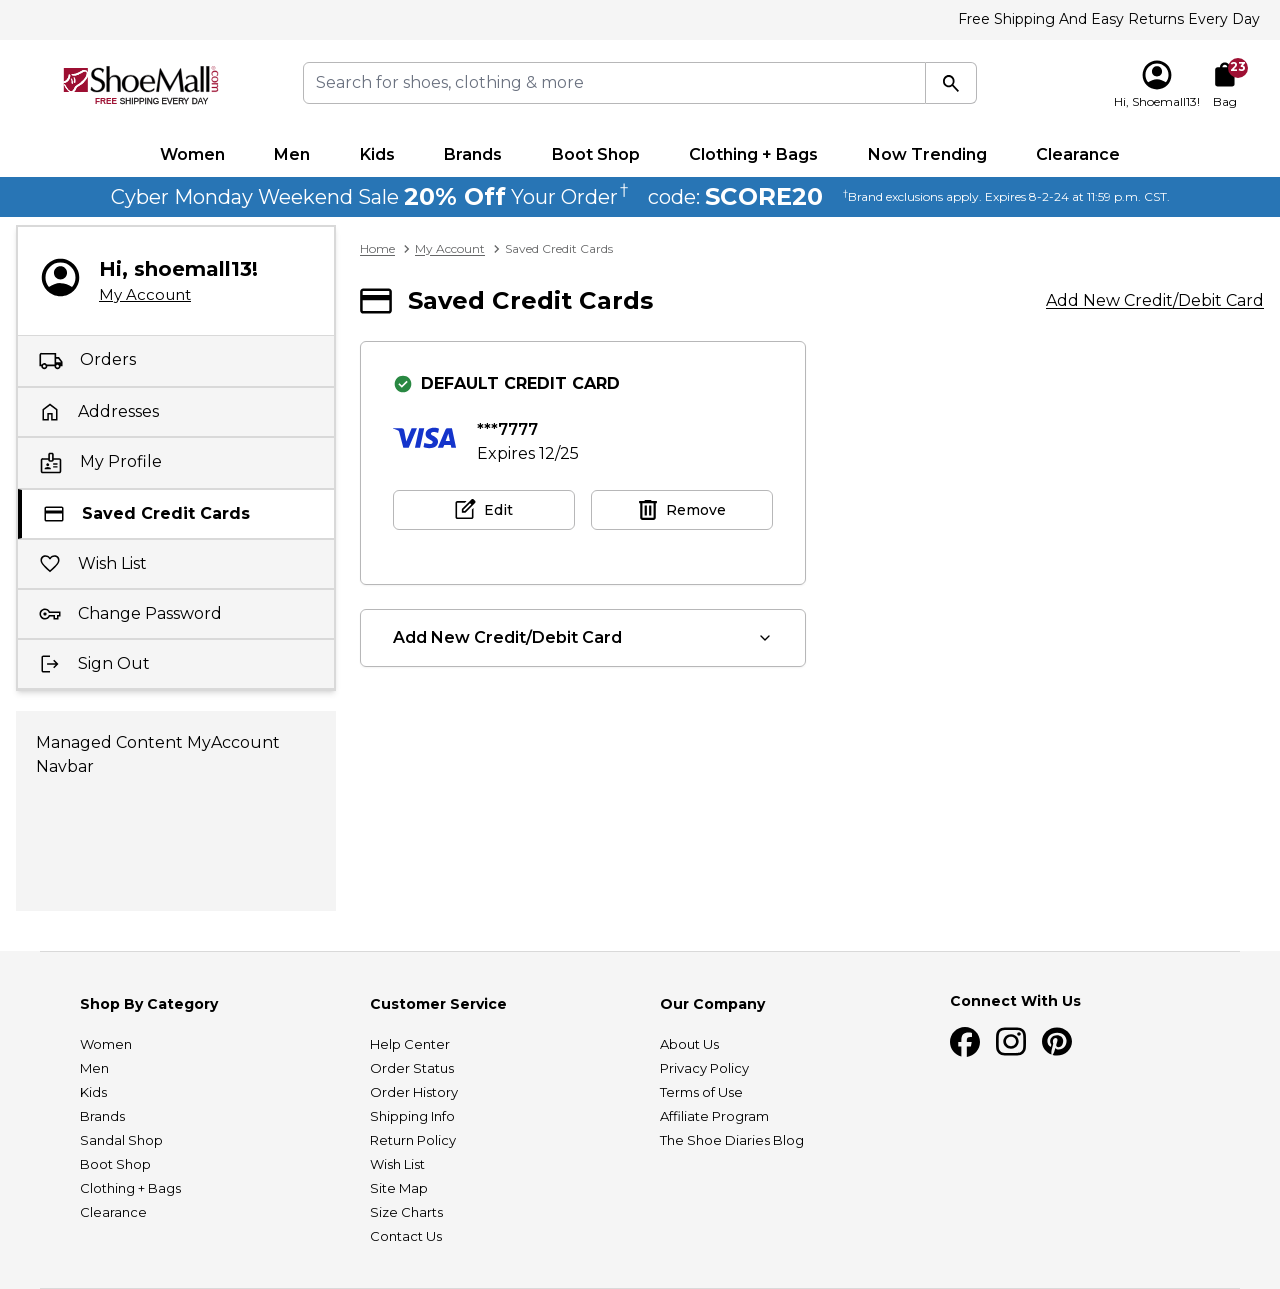 Free Shipping And Easy Returns Every Day
ShoeMall®.com
FREE SHIPPING EVERY DAY
Search for shoes, clothing & more
23
Hi, Shoemall13!
Bag
Women Men Kids Brands Boot Shop Clothing + Bags Now Trending Clearance
Cyber Monday Weekend Sale 20% Off Your Order† code: SCORE20 †Brand exclusions apply. Expires 8-2-24 at 11:59 p.m. CST.
Hi, shoemall13!
My Account
Orders
Addresses
My Profile
Saved Credit Cards
Wish List
Change Password
Sign Out
Managed Content MyAccount
Navbar
Home > My Account > Saved Credit Cards
Saved Credit Cards
Add New Credit/Debit Card
DEFAULT CREDIT CARD
VISA
***7777
Expires 12/25
Edit
Remove
Add New Credit/Debit Card
Shop By Category
Women
Men
Kids
Brands
Sandal Shop
Boot Shop
Clothing + Bags
Clearance
Customer Service
Help Center
Order Status
Order History
Shipping Info
Return Policy
Wish List
Site Map
Size Charts
Contact Us
Our Company
About Us
Privacy Policy
Terms of Use
Affiliate Program
The Shoe Diaries Blog
Connect With Us